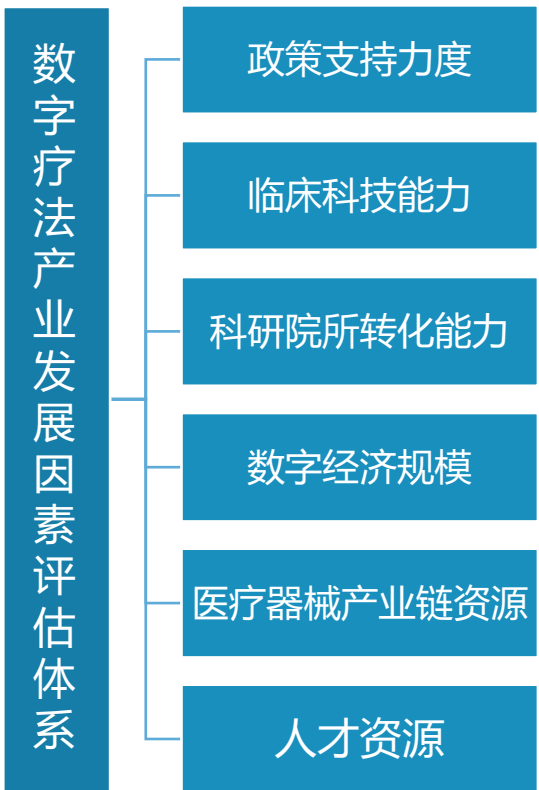 数字疗法产业发展因素评估体系
政策支持力度
临床科技能力
科研院所转化能力
数字经济规模
医疗器械产业链资源
人才资源